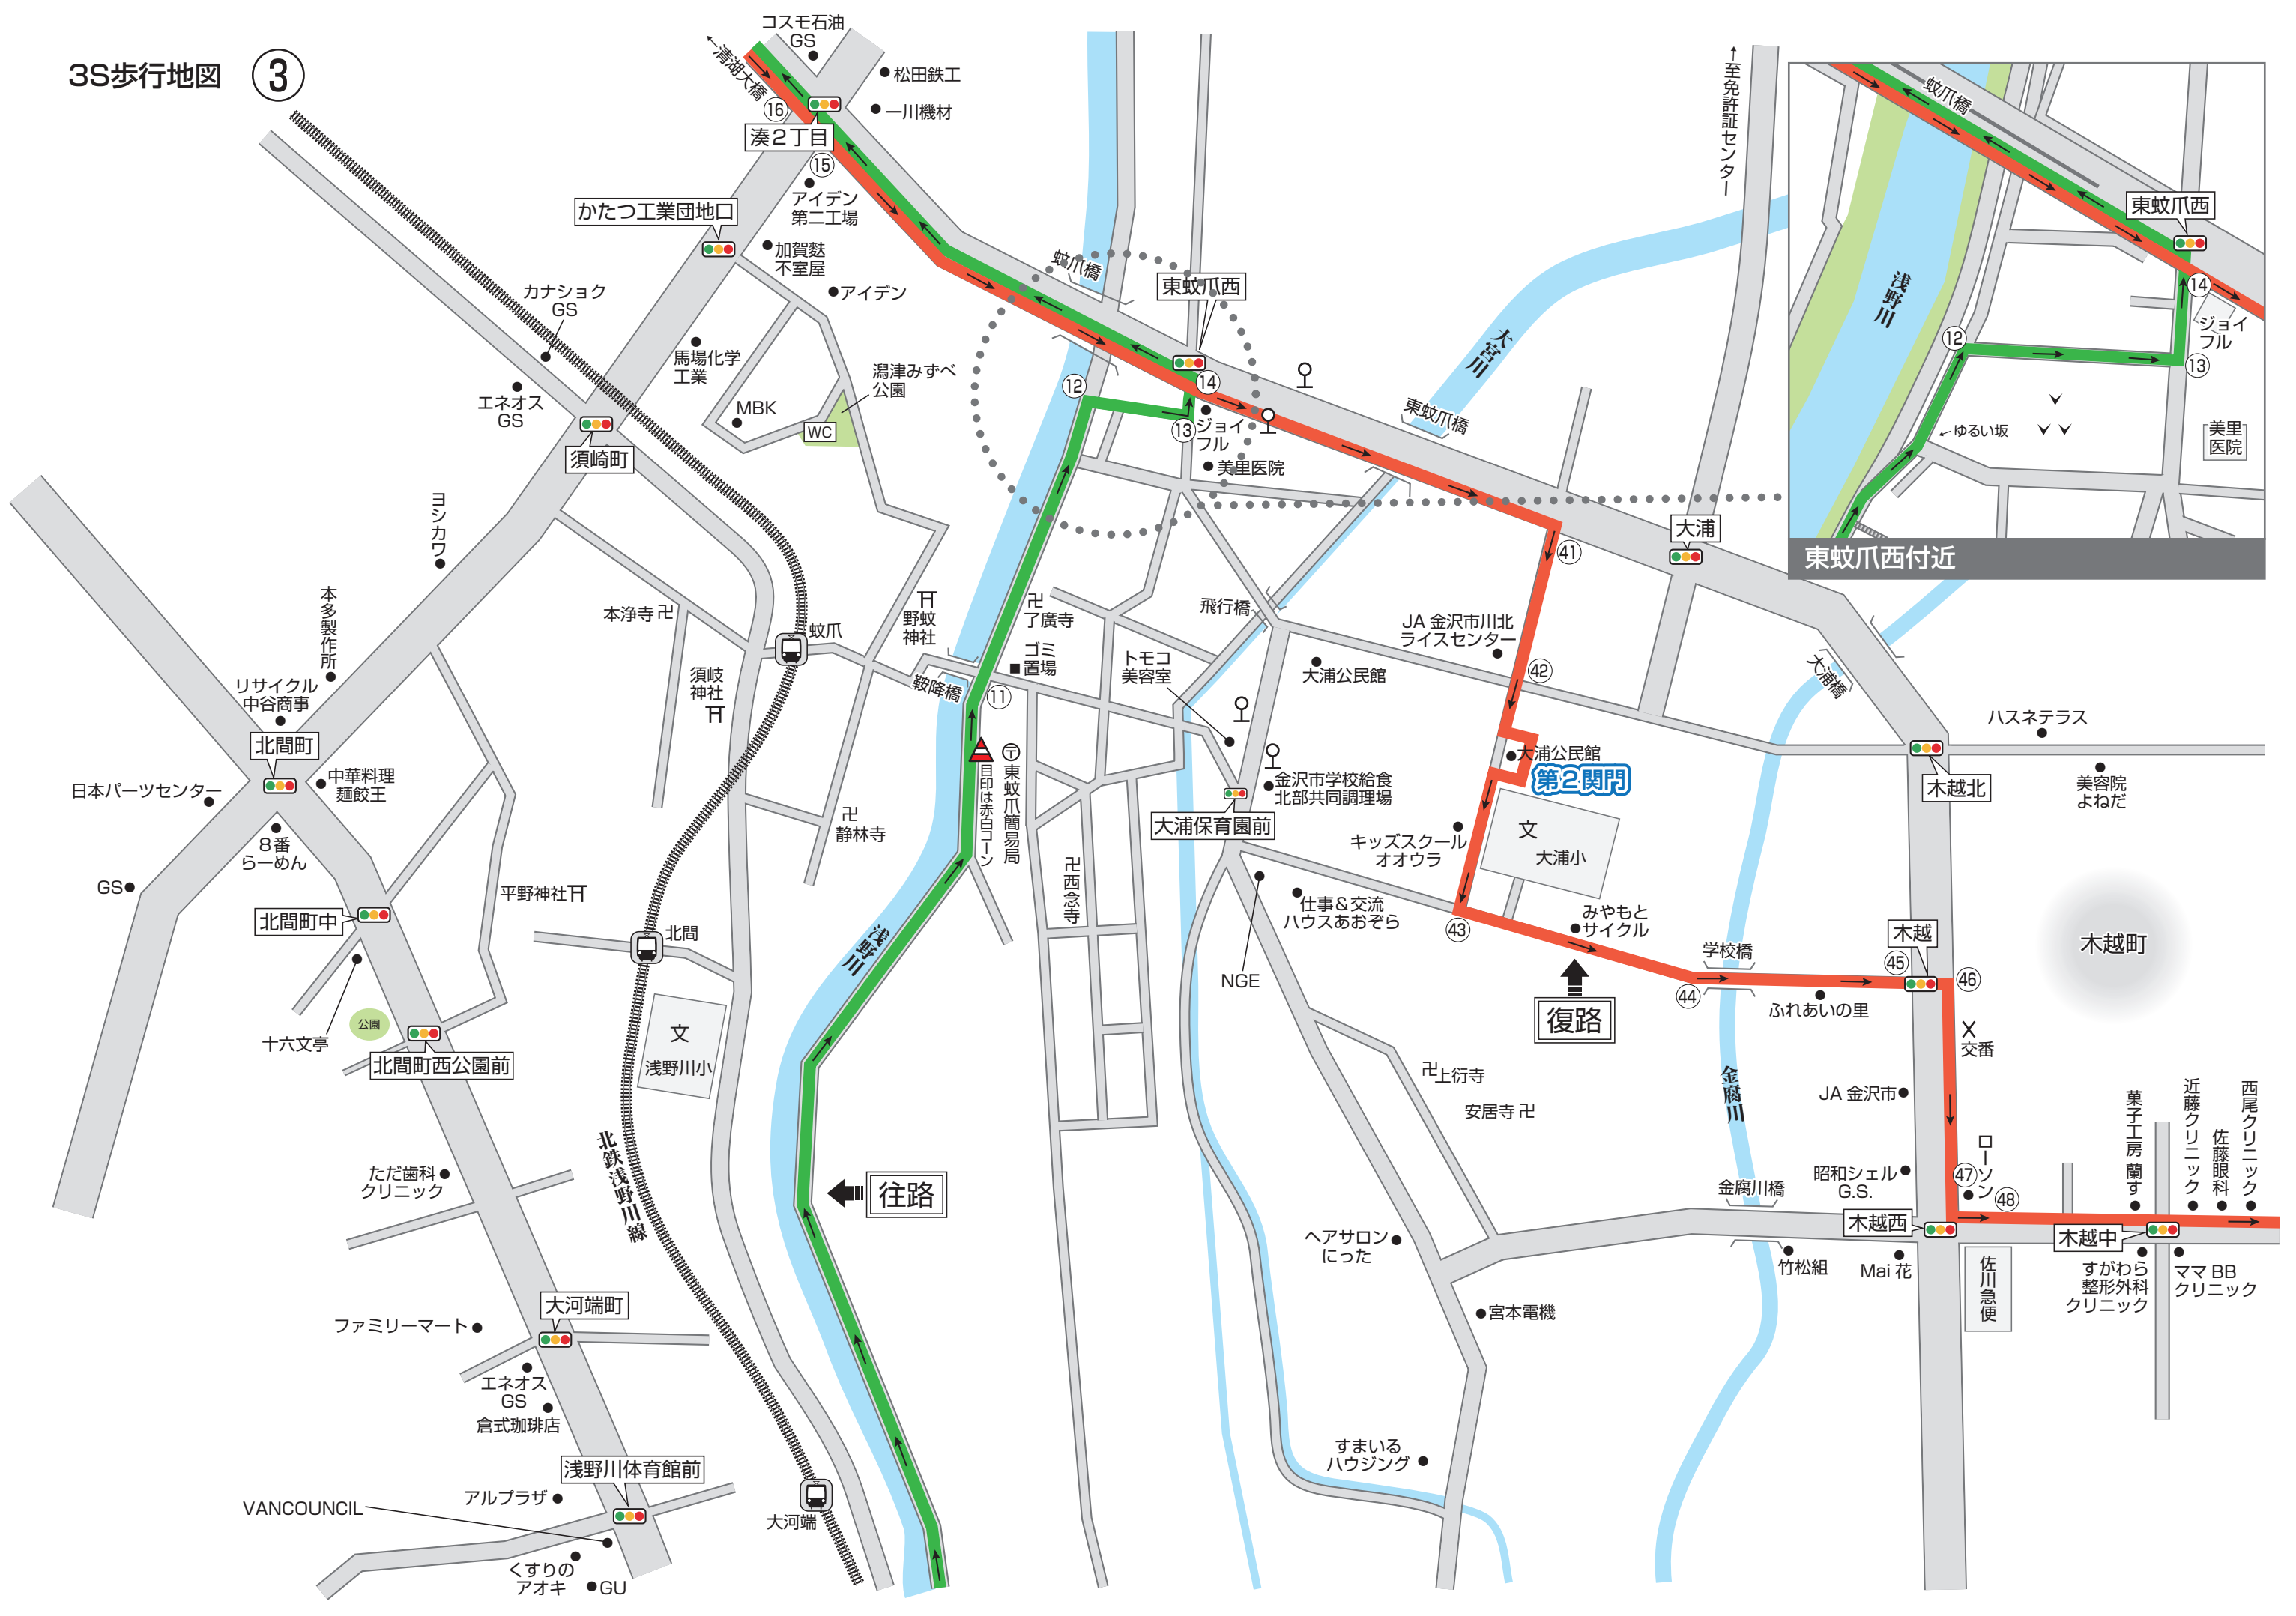 3S歩行地図 ③
←清湖大橋
コスモ石油
GS
松田鉄工
一川機材
⑯
湊２丁目
⑮
アイデン
第二工場
かたつ工業団地口
加賀麩
不室屋
アイデン
カナショク
GS
馬場化学
工業
湯津みずべ
公園
MBK
WC
エネオス
GS
須崎町
ヨシカワ
本多製作所
リサイクル
中谷商事
北間町
日本パーツセンター
中華料理
麺餃王
８番
らーめん
GS
北間町中
十六文亭
公園
北間町西公園前
平野神社
本浄寺
蚊爪
須岐
神社
野蚊
神社
静林寺
北間
文
浅野川小
北鉄浅野川線
ただ歯科
クリニック
大河端町
ファミリーマート
エネオス
GS
倉式珈琲店
浅野川体育館前
アルプラザ
VANCOUNCIL
くすりの
アオキ
GU
大河端
蚊爪橋
東蚊爪西
⑫
⑭
⑬
ジョイ
フル
美里医院
了廣寺
ゴミ
置場
鞍降橋
⑪
目印は赤白コーン
〒東蚊爪簡易局
西念寺
浅野川
往路
大宮川
東蚊爪橋
←至免許証センター
大浦
㊶
飛行橋
トモコ
美容室
大浦公民館
JA 金沢市川北
ライスセンター
㊷
大浦公民館
第２関門
金沢市学校給食
北部共同調理場
大浦保育園前
キッズスクール
オオウラ
文
大浦小
仕事＆交流
ハウスあおぞら
NGE
㊸
みやもと
サイクル
復路
学校橋
㊹
ふれあいの里
木越
㊺
㊻
交番
大浦橋
ハスネテラス
木越北
美容院
よねだ
木越町
上衍寺
安居寺
金腐川
JA 金沢市
昭和シェル
G.S.
ローソン
㊼
㊽
金腐川橋
木越西
竹松組
Mai 花
佐川急便
菓子工房 蘭す
近藤クリニック
佐藤眼科
西尾クリニック
木越中
すがわら
整形外科
クリニック
ママ BB
クリニック
ヘアサロン
にった
宮本電機
すまいる
ハウジング
蚊爪橋
東蚊爪西
浅野川
⑭
ジョイ
フル
⑫
⑬
←ゆるい坂
美里
医院
東蚊爪西付近